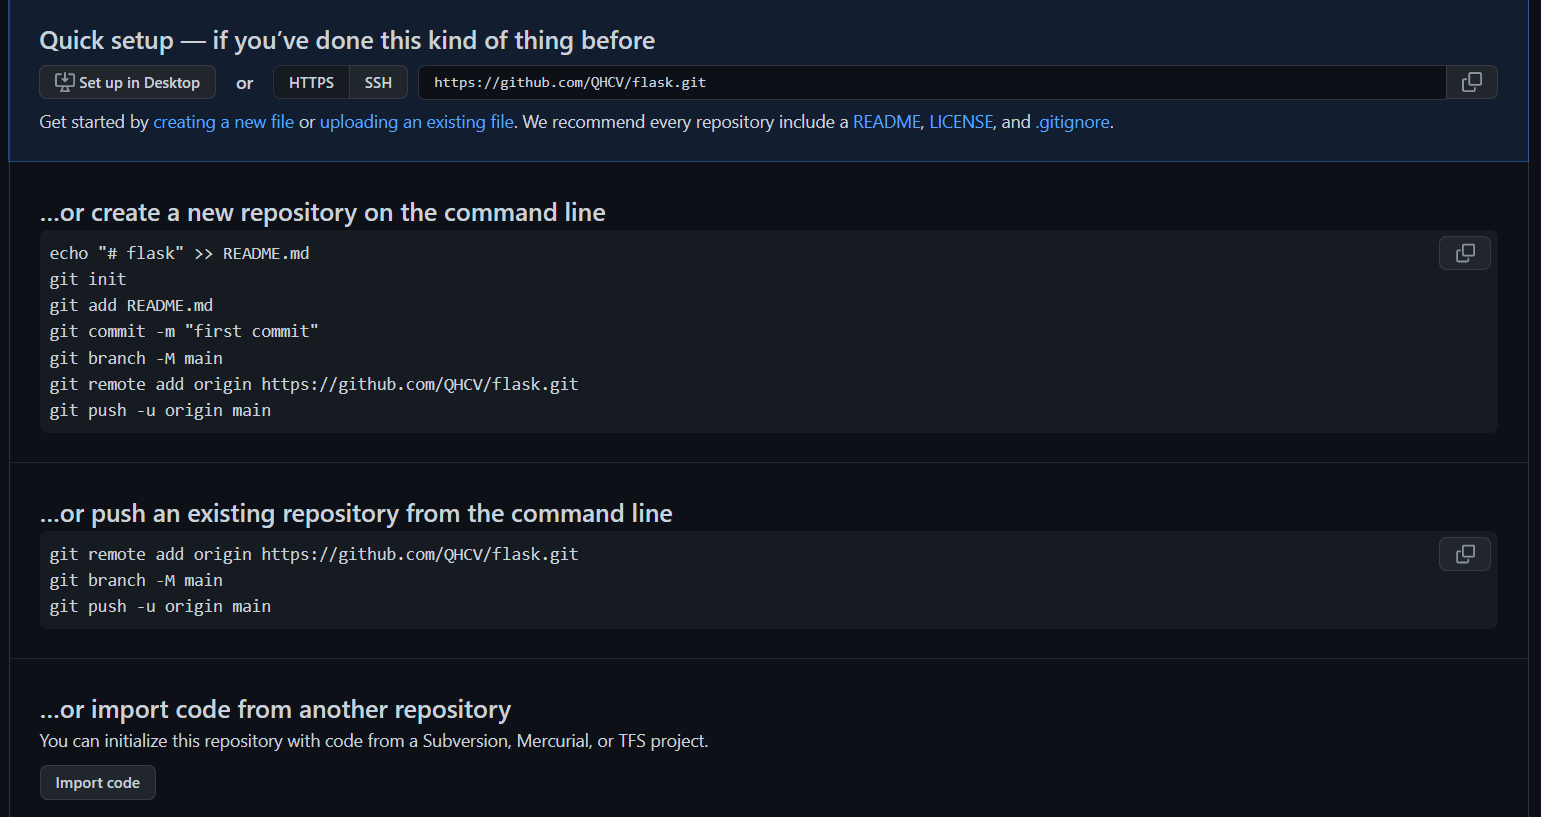 Quick setup — if you’ve done this kind of thing before
Set up in Desktop or HTTPS SSH https://github.com/QHCV/flask.git
Get started by creating a new file or uploading an existing file. We recommend every repository include a README, LICENSE, and .gitignore.
…or create a new repository on the command line
echo "# flask" >> README.md
git init
git add README.md
git commit -m "first commit"
git branch -M main
git remote add origin https://github.com/QHCV/flask.git
git push -u origin main
…or push an existing repository from the command line
git remote add origin https://github.com/QHCV/flask.git
git branch -M main
git push -u origin main
…or import code from another repository
You can initialize this repository with code from a Subversion, Mercurial, or TFS project.
Import code